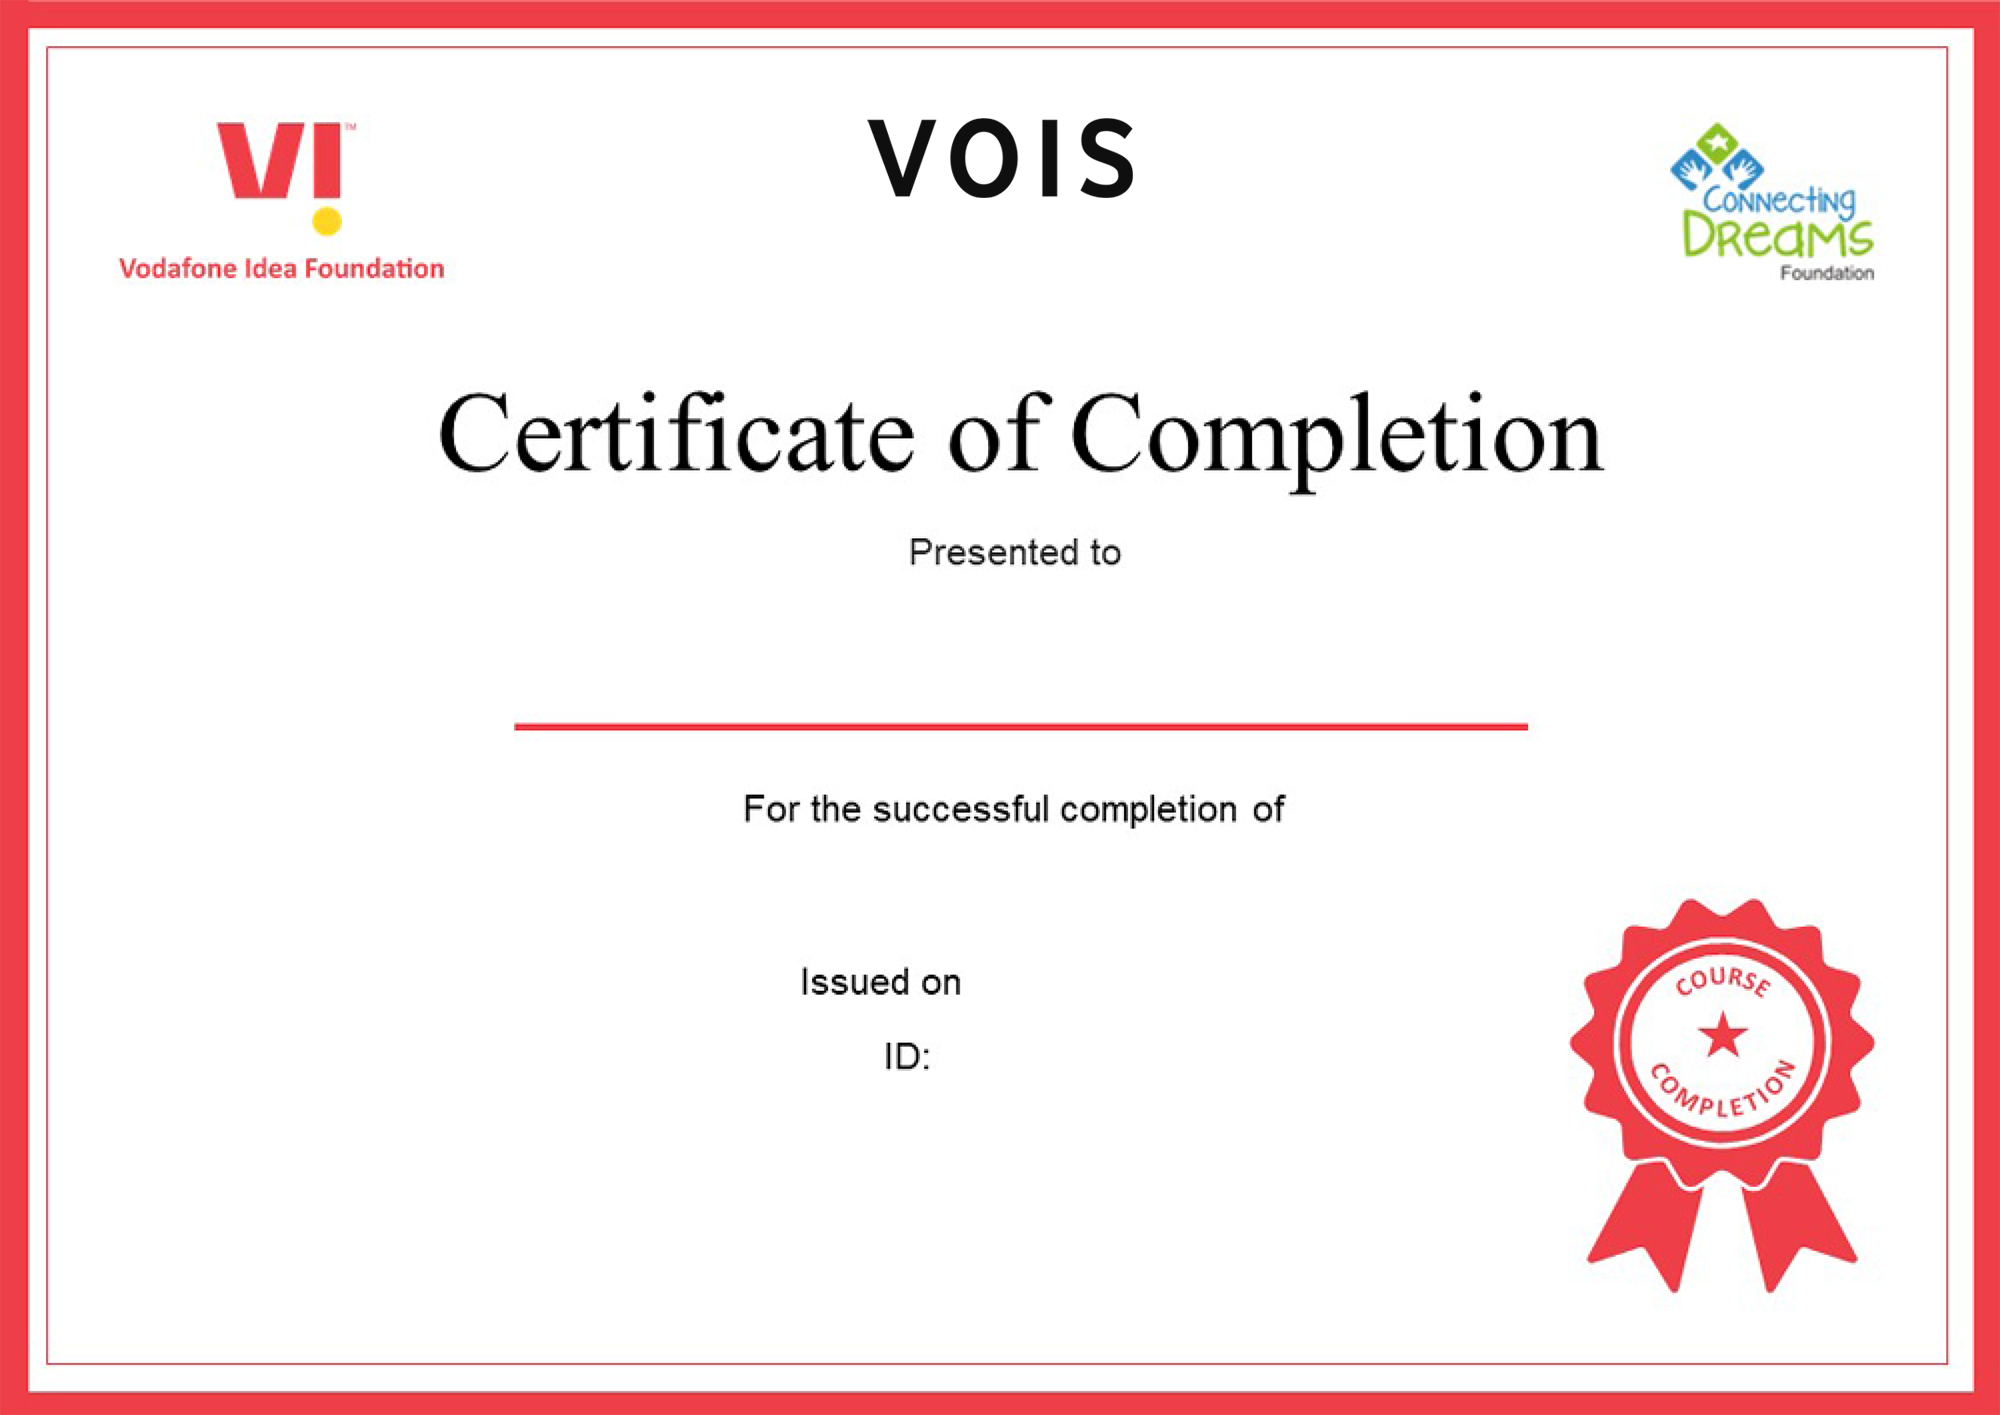 VI™
Vodafone Idea Foundation
VOIS
Connecting
Dreams
Foundation
Certificate of Completion
Presented to
For the successful completion of
Issued on
ID:
COURSE
COMPLETION